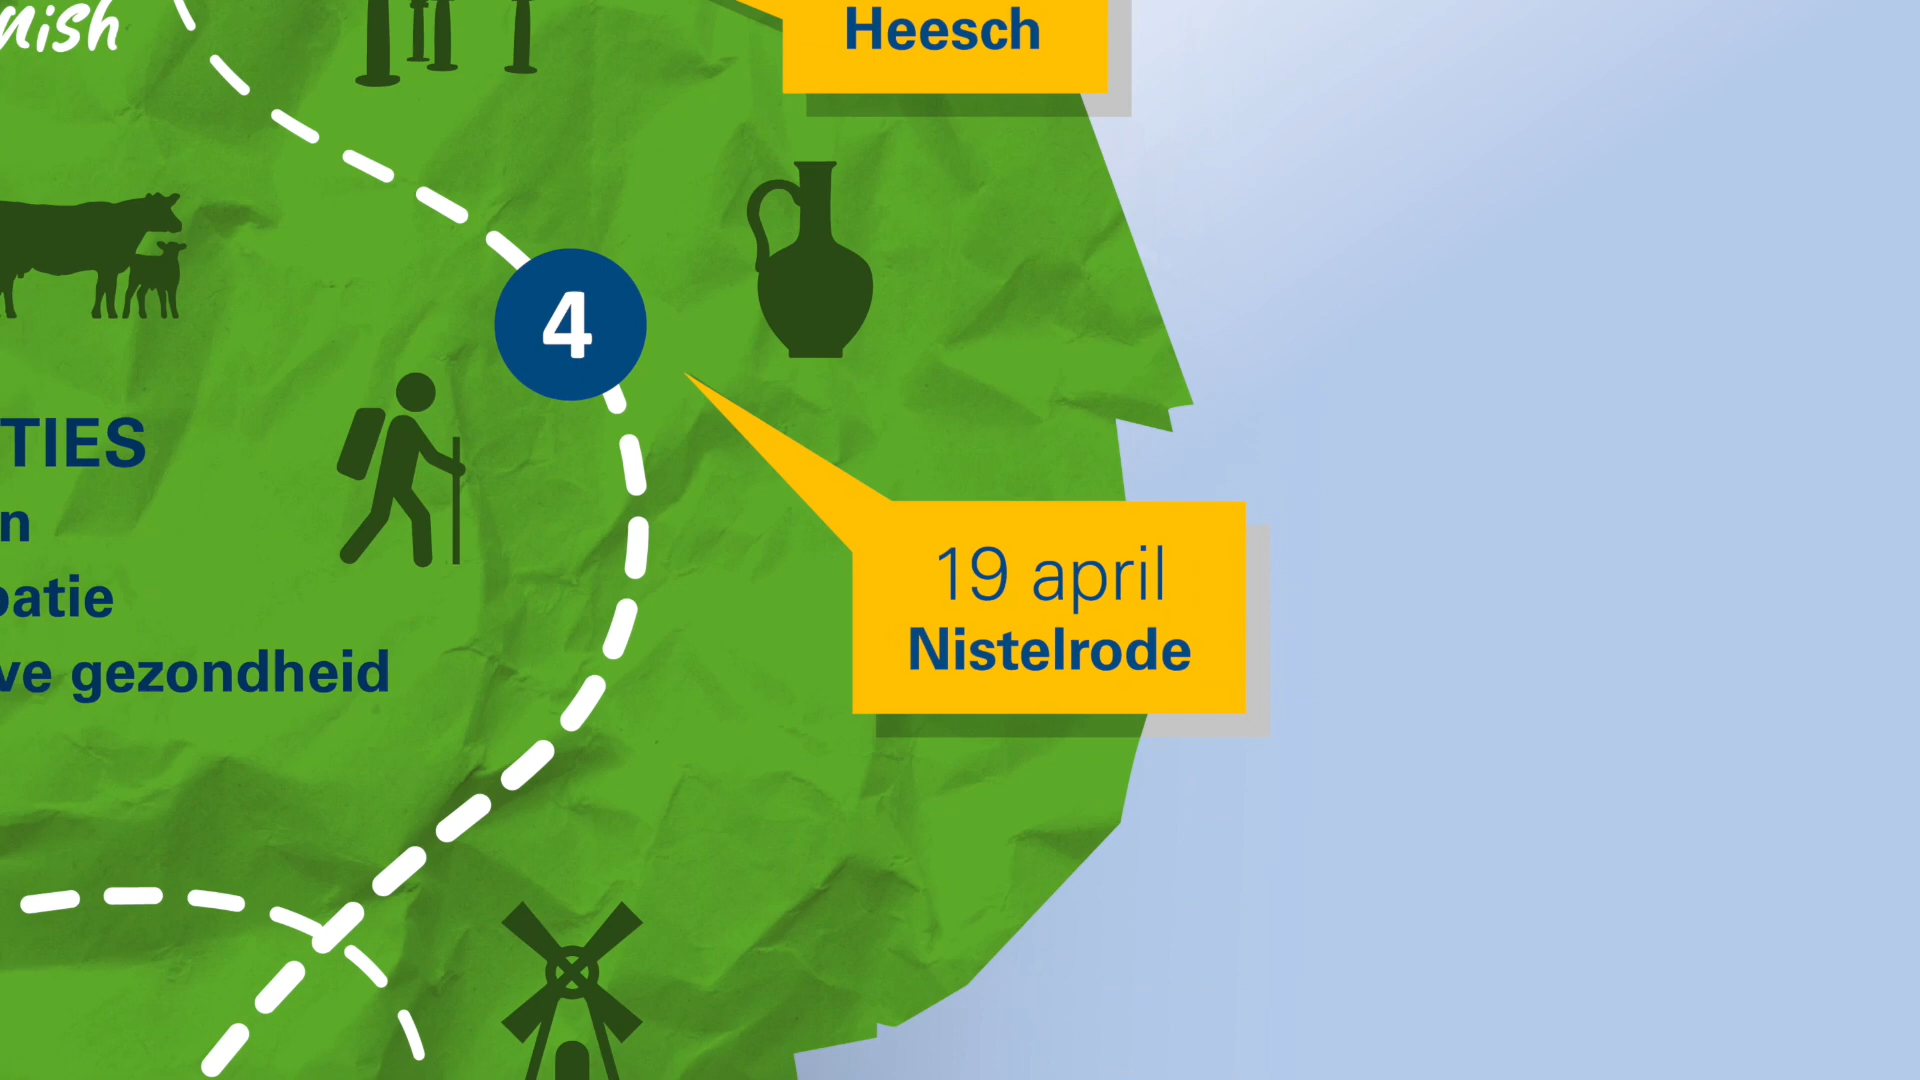 nish
Heesch
4
TIES
n
patie
ve gezondheid
19 april
Nistelrode